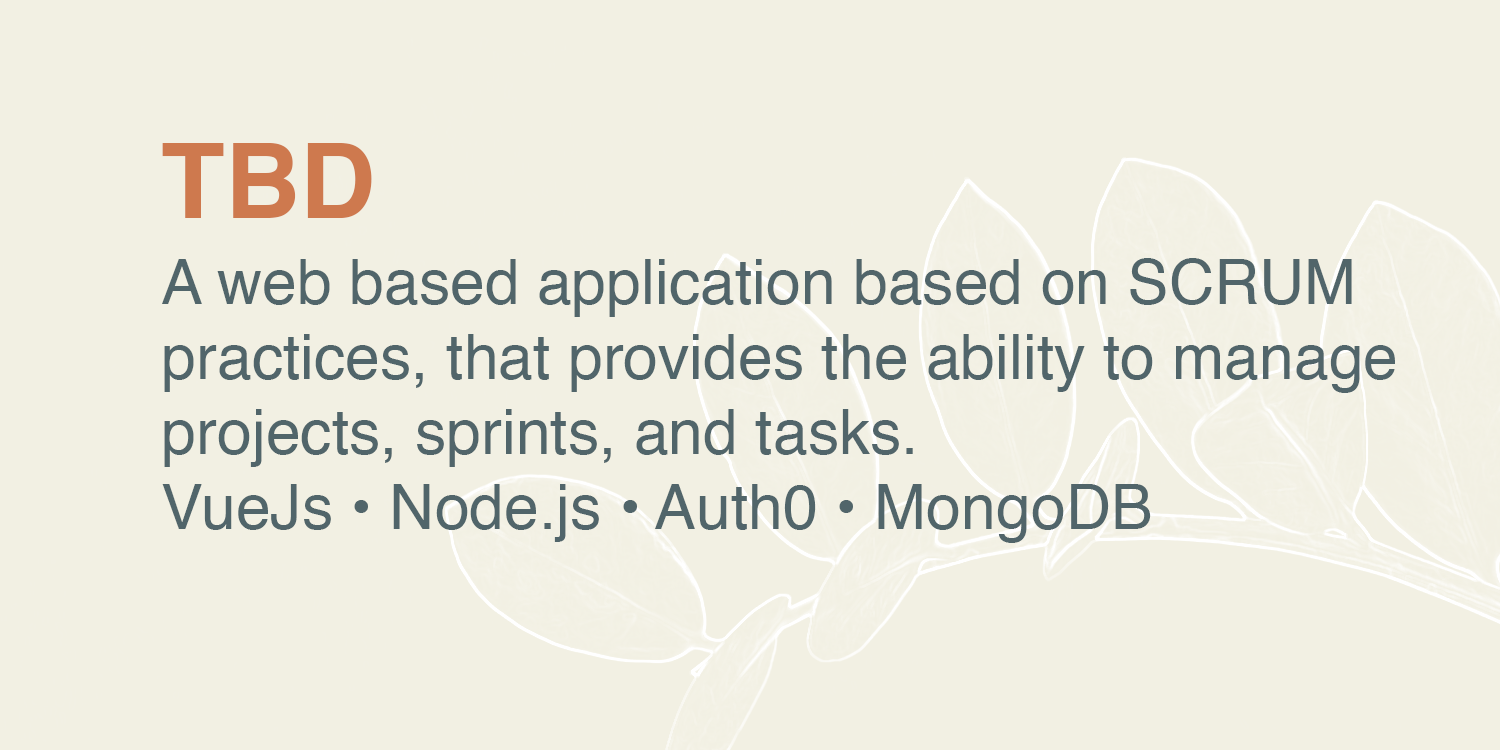 TBD
A web based application based on SCRUM
practices, that provides the ability to manage
projects, sprints, and tasks.
VueJs • Node.js • Auth0 • MongoDB